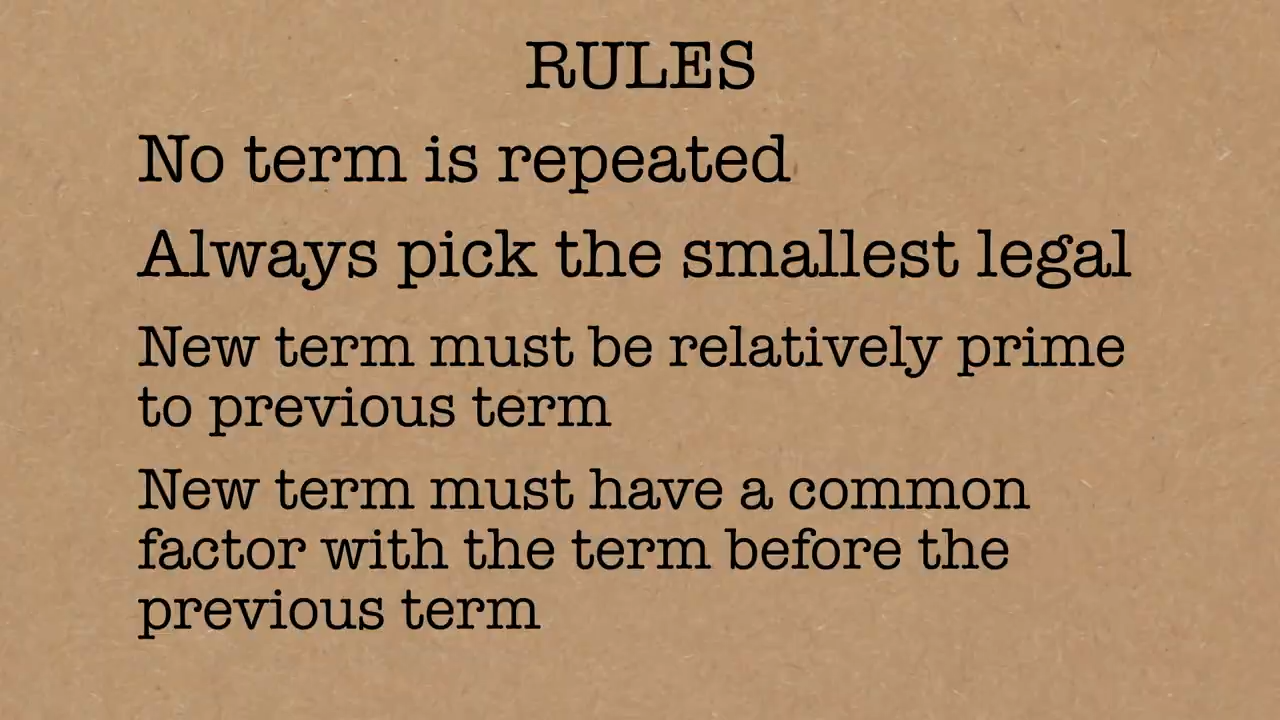 RULES
No term is repeated
Always pick the smallest legal
New term must be relatively prime
to previous term
New term must have a common
factor with the term before the
previous term